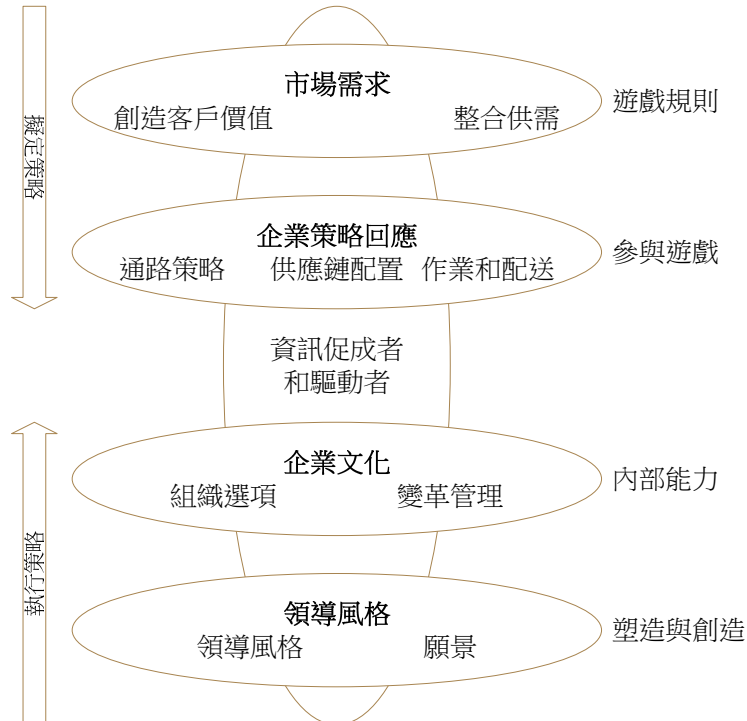 市場需求
創造客戶價值
整合供需
遊戲規則
擬定策略
企業策略回應
通路策略
供應鏈配置
作業和配送
參與遊戲
資訊促成者
和驅動者
企業文化
組織選項
變革管理
內部能力
執行策略
領導風格
領導風格
願景
塑造與創造